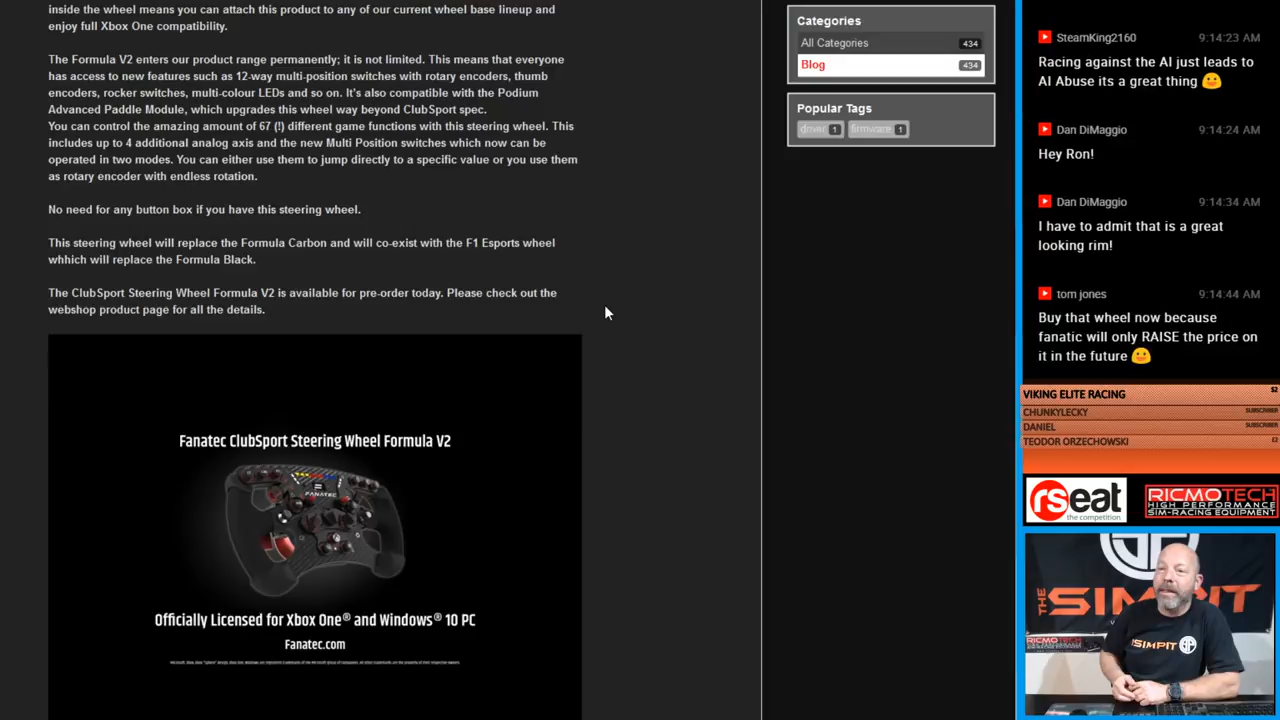 inside the wheel means you can attach this product to any of our current wheel base lineup and
enjoy full Xbox One compatibility.
The Formula V2 enters our product range permanently; it is not limited. This means that everyone
has access to new features such as 12-way multi-position switches with rotary encoders, thumb
encoders, rocker switches, multi-colour LEDs and so on. It's also compatible with the Podium
Advanced Paddle Module, which upgrades this wheel way beyond ClubSport spec.
You can control the amazing amount of 67 (!) different game functions with this steering wheel. This
includes up to 4 additional analog axis and the new Multi Position switches which now can be
operated in two modes. You can either use them to jump directly to a specific value or you use them
as rotary encoder with endless rotation.
No need for any button box if you have this steering wheel.
This steering wheel will replace the Formula Carbon and will co-exist with the F1 Esports wheel
whhich will replace the Formula Black.
The ClubSport Steering Wheel Formula V2 is available for pre-order today. Please check out the
webshop product page for all the details.
Fanatec ClubSport Steering Wheel Formula V2
FANATEC
Officially Licensed for Xbox One® and Windows® 10 PC
Fanatec.com
Categories
All Categories 434
Blog 434
Popular Tags
driver 1 firmware 1
SteamKing2160 9:14:23 AM
Racing against the AI just leads to
AI Abuse its a great thing
Dan DiMaggio 9:14:24 AM
Hey Ron!
Dan DiMaggio 9:14:34 AM
I have to admit that is a great
looking rim!
tom jones 9:14:44 AM
Buy that wheel now because
fanatic will only RAISE the price on
it in the future
VIKING ELITE RACING $2
CHUNKYLECKY SUBSCRIBER
DANIEL SUBSCRIBER
TEODOR ORZECHOWSKI £2
rseat
the competition.
RICMOTECH
HIGH PERFORMANCE
SIM-RACING EQUIPMENT
THE SIMPIT
RICMOTECH
THE SIMPIT